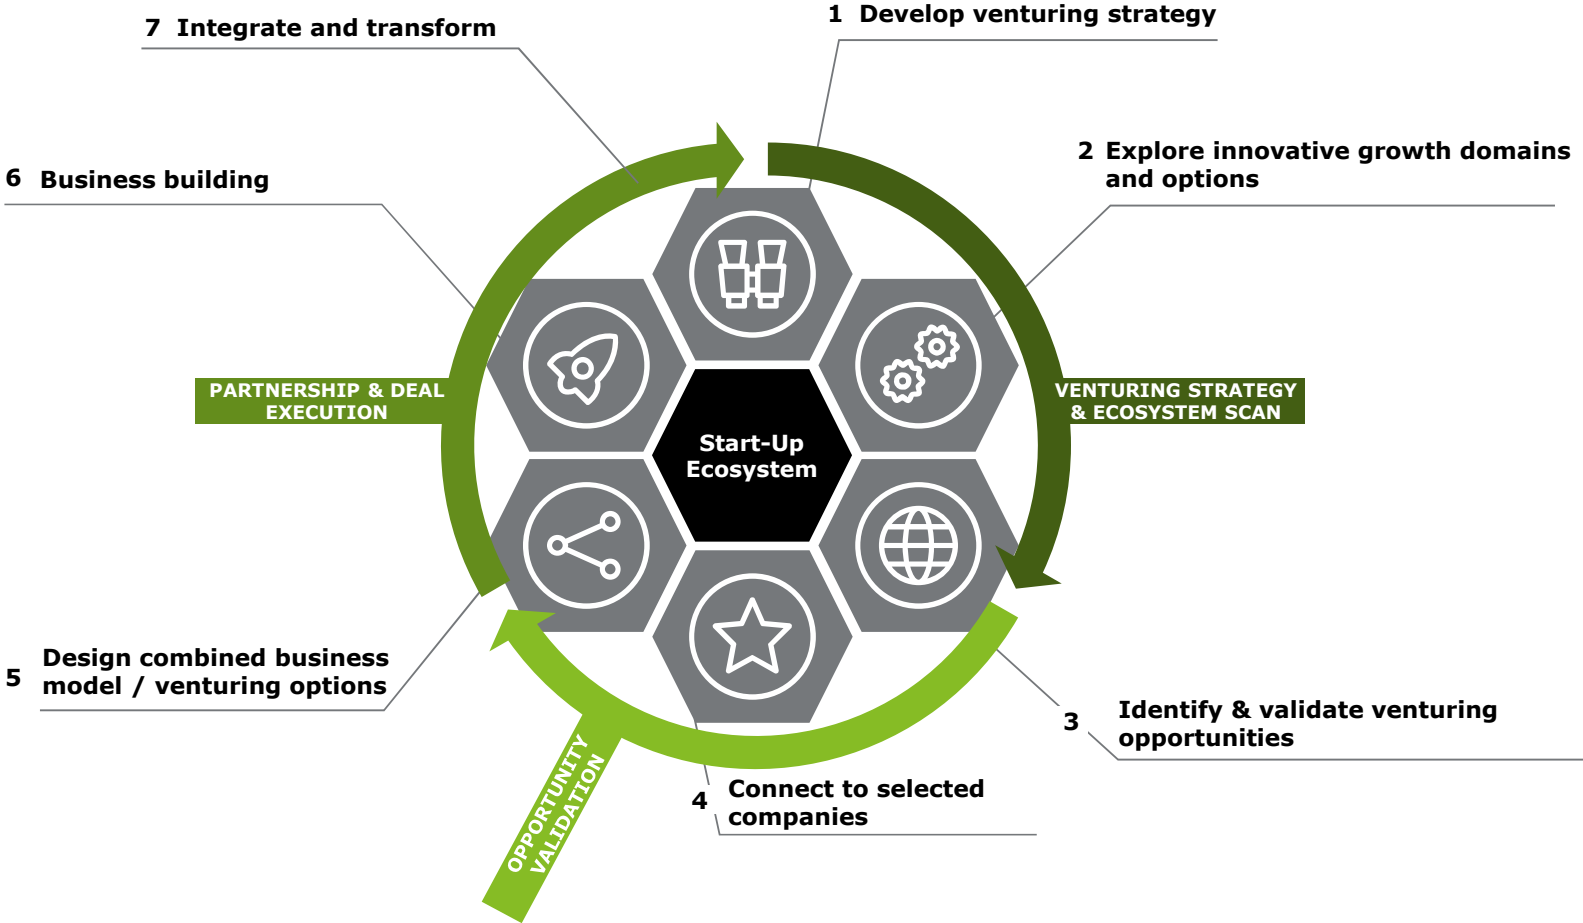 1 Develop venturing strategy
7 Integrate and transform
2 Explore innovative growth domains
and options
6 Business building
PARTNERSHIP & DEAL
EXECUTION
VENTURING STRATEGY
& ECOSYSTEM SCAN
Start-Up
Ecosystem
5 Design combined business
model / venturing options
3 Identify & validate venturing
opportunities
OPPORTUNITY
VALIDATION
4 Connect to selected
companies